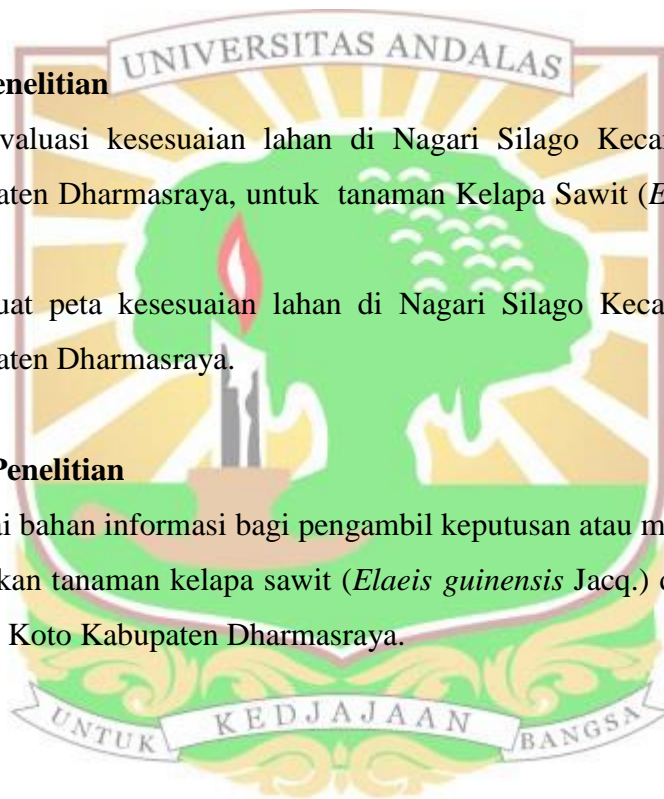 UNIVERSITAS ANDALAS
enelitian
valuasi kesesuaian lahan di Nagari Silago Keca
aten Dharmasraya, untuk tanaman Kelapa Sawit (E
uat peta kesesuaian lahan di Nagari Silago Keca
aten Dharmasraya.
Penelitian
ai bahan informasi bagi pengambil keputusan atau m
kan tanaman kelapa sawit (Elaeis guinensis Jacq.)
Koto Kabupaten Dharmasraya.
UNTUK KEDJAJAAN BANGSA